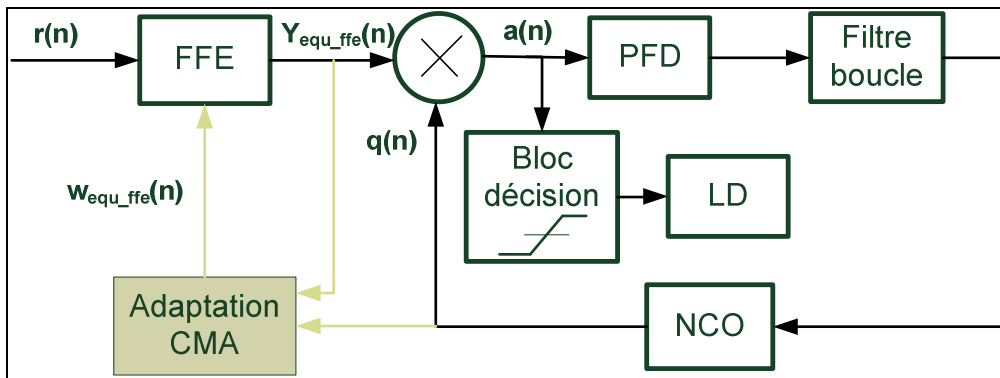 r(n)
FFE
Yequ_ffe(n)
a(n)
PFD
Filtre
boucle
q(n)
Bloc
décision
LD
wequ_ffe(n)
Adaptation
CMA
NCO